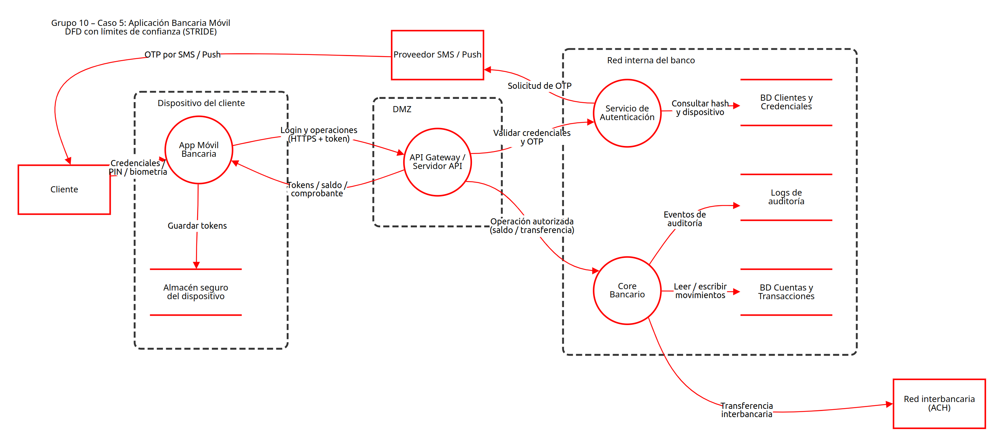 Grupo 10 – Caso 5: Aplicación Bancaria Móvil
DFD con límites de confianza (STRIDE)
OTP por SMS / Push
Proveedor SMS / Push
Red interna del banco
Solicitud de OTP
Servicio de
Autenticación
Consultar hash
y dispositivo
BD Clientes y
Credenciales
Dispositivo del cliente
DMZ
Login y operaciones
(HTTPS + token)
Validar credenciales
y OTP
App Móvil
Bancaria
API Gateway /
Servidor API
Credenciales /
PIN / biometría
Cliente
Tokens / saldo /
comprobante
Logs de
auditoría
Eventos de
auditoría
Guardar tokens
Operación autorizada
(saldo / transferencia)
Almacén seguro
del dispositivo
Core
Bancario
Leer / escribir
movimientos
BD Cuentas y
Transacciones
Transferencia
interbancaria
Red interbancaria
(ACH)